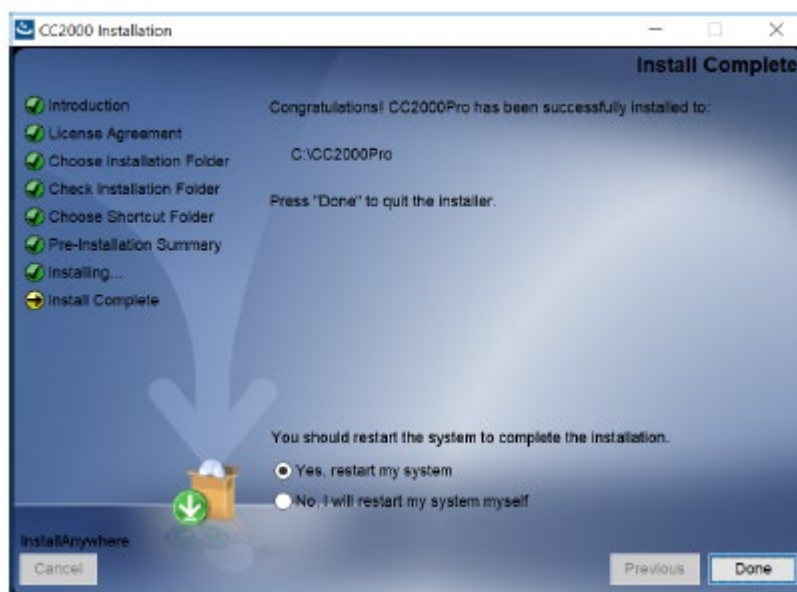 CC2000 Installation
Install Complete
Introduction
License Agreement
Choose Installation Folder
Check Installation Folder
Choose Shortcut Folder
Pre-Installation Summary
Installing...
Install Complete
Congratulations! CC2000Pro has been successfully installed to:
C:\CC2000Pro
Press "Done" to quit the installer.
You should restart the system to complete the installation.
Yes, restart my system
No, I will restart my system myself
InstallAnywhere
Cancel
Previous
Done